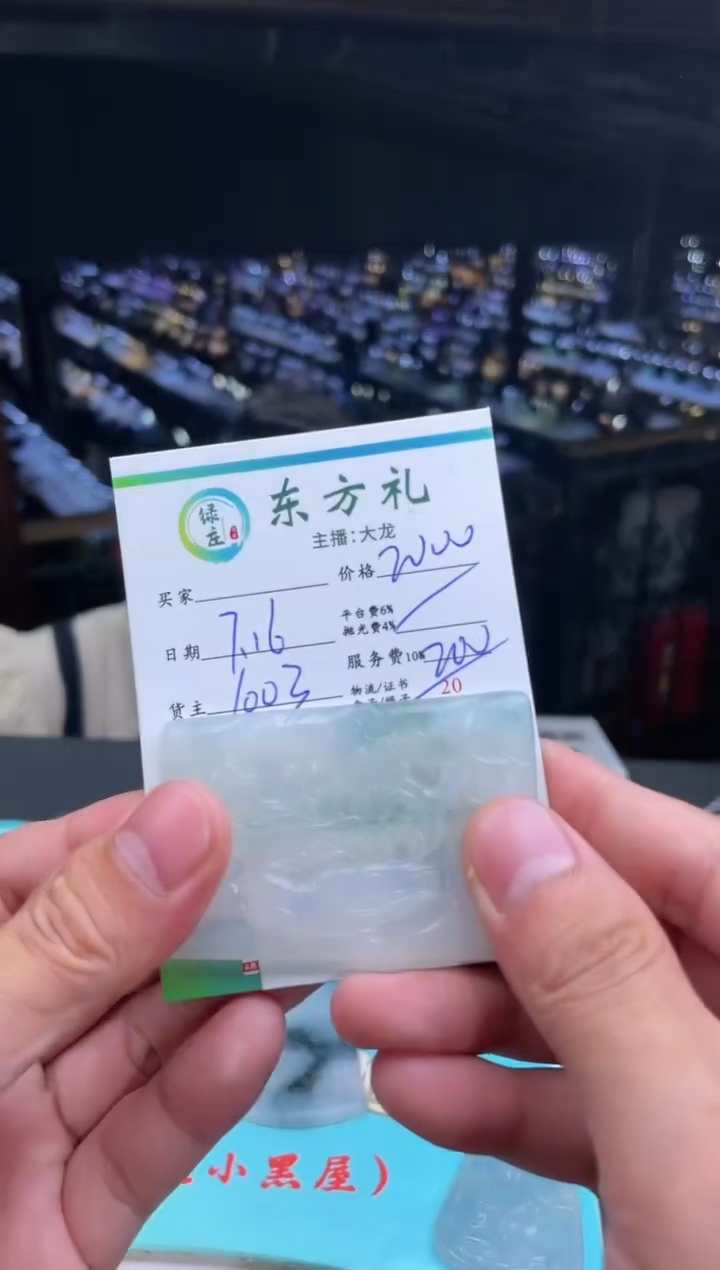 绿庄
东方礼
主播:大龙
买家
价格 2000
日期 7.16
平台费6%
抛光费4%
服务费10% 200
货主 1003
物流/证书
20
小黑屋)